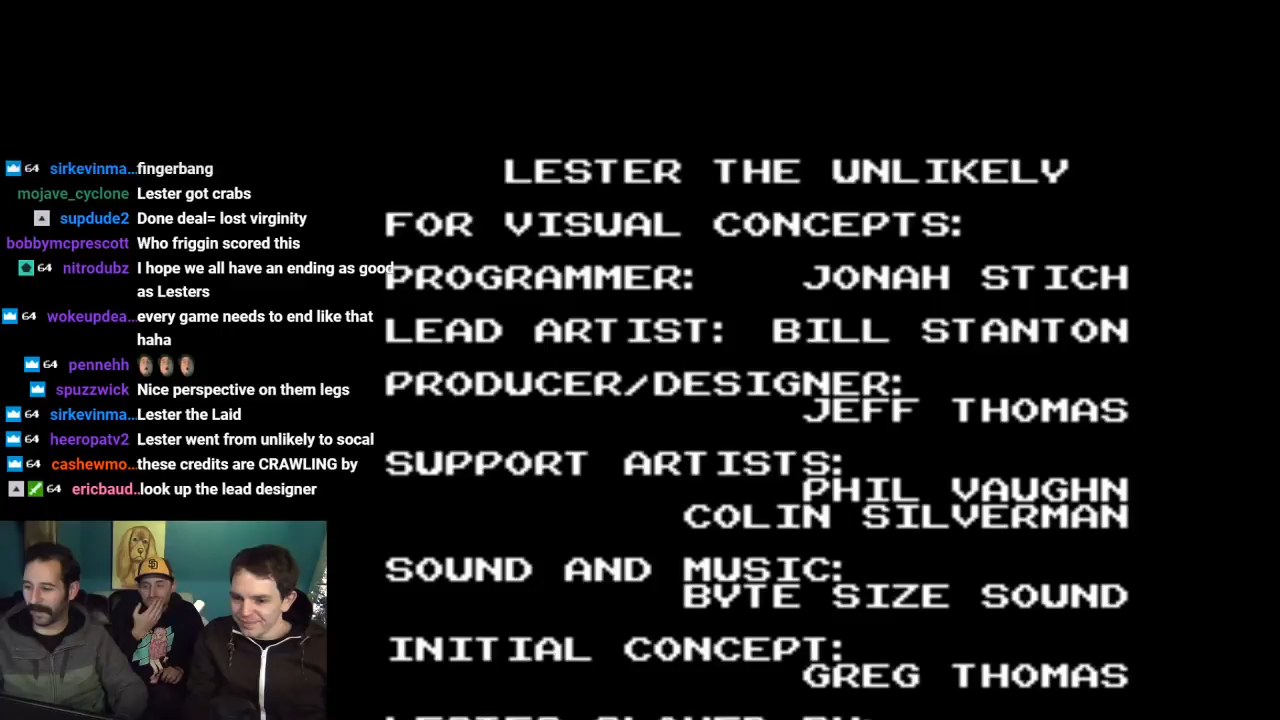 sirkevinma... fingerbang
mojave_cyclone Lester got crabs
supdude2 Done deal= lost virginity
bobbymcprescott Who friggin scored this
nitrodubz I hope we all have an ending as good
as Lesters
wokeupdea... every game needs to end like that
haha
pennehh
spuzzwick Nice perspective on them legs
sirkevinma... Lester the Laid
heeropatv2 Lester went from unlikely to socal
cashewmo... these credits are CRAWLING by
ericbaud.. look up the lead designer
LESTER THE UNLIKELY
FOR VISUAL CONCEPTS:
PROGRAMMER: JONAH STICH
LEAD ARTIST: BILL STANTON
PRODUCER/DESIGNER:
JEFF THOMAS
SUPPORT ARTISTS:
PHIL VAUGHN
COLIN SILVERMAN
SOUND AND MUSIC:
BYTE SIZE SOUND
INITIAL CONCEPT:
GREG THOMAS